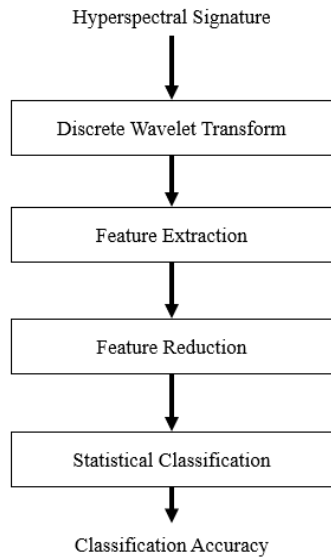 Hyperspectral Signature
Discrete Wavelet Transform
Feature Extraction
Feature Reduction
Statistical Classification
Classification Accuracy